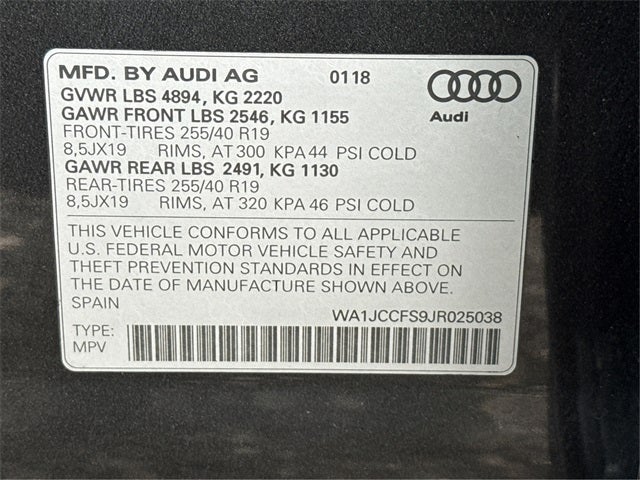 MFD. BY AUDI AG 0118
GVWR LBS 4894, KG 2220
GAWR FRONT LBS 2546, KG 1155
Audi
FRONT-TIRES 255/40 R19
8,5JX19 RIMS, AT 300 KPA 44 PSI COLD
GAWR REAR LBS 2491, KG 1130
REAR-TIRES 255/40 R19
8,5JX19 RIMS, AT 320 KPA 46 PSI COLD
THIS VEHICLE CONFORMS TO ALL APPLICABLE
U.S. FEDERAL MOTOR VEHICLE SAFETY AND
THEFT PREVENTION STANDARDS IN EFFECT ON
THE DATE OF MANUFACTURE SHOWN ABOVE.
SPAIN
WA1JCCFS9JR025038
TYPE:
MPV